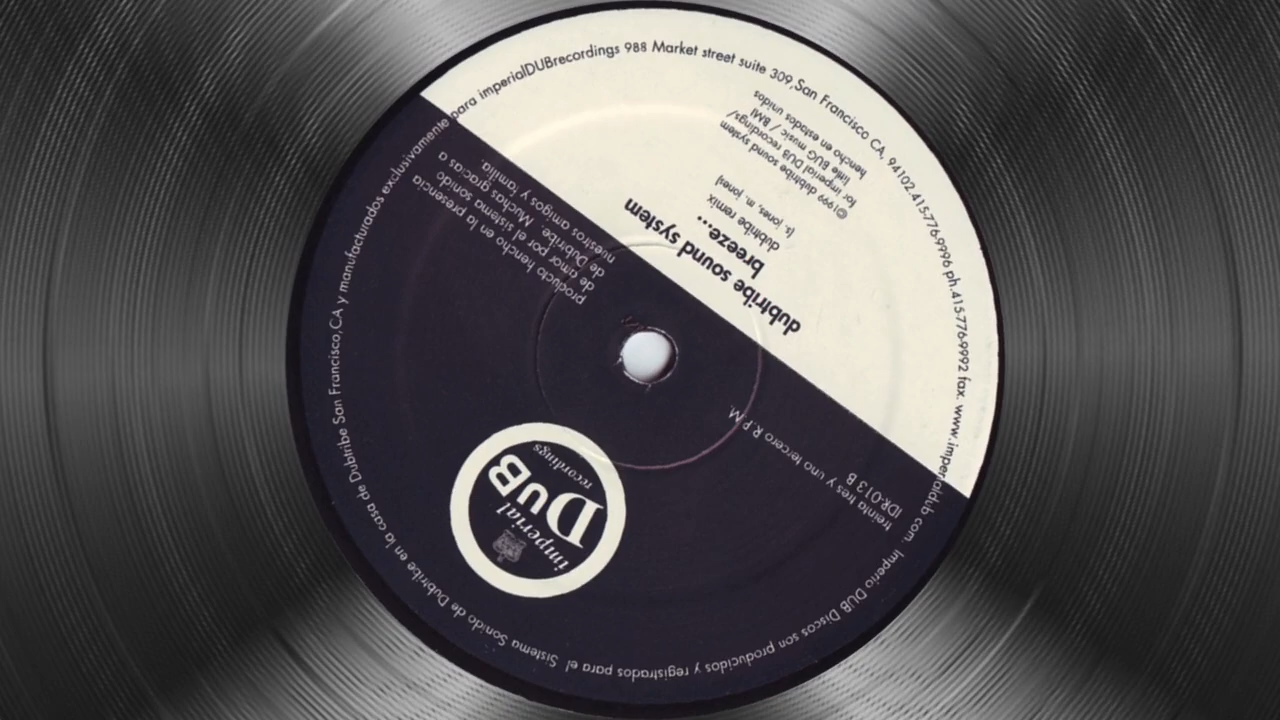 imperial
DUB
recordings
treinta tres y uno tercero R.P.M.
IDR-013 B
producto hencho en la presencia
de amor por el sistema sonido
de Dubtribe. Muchas gracias a
nuestros amigos y familia.
dubtribe sound system
breeze...
dubtribe remix
[s. jones, m. jones]
©1999 dubtribe sound system
for imperial DUB recordings/
little BUG music / BMI
hencho en estados unidos
Imperio DUB Discos son producidos y registrados para el Sistema Sonido de Dubtribe en la casa de Dubtribe San Francisco,CA y manufacturados exclusivamente para imperialDUBrecordings 988 Market street suite 309,San Francisco CA, 94102.415-776-9996 ph.415-776-9992 fax. www.imperialdub com.